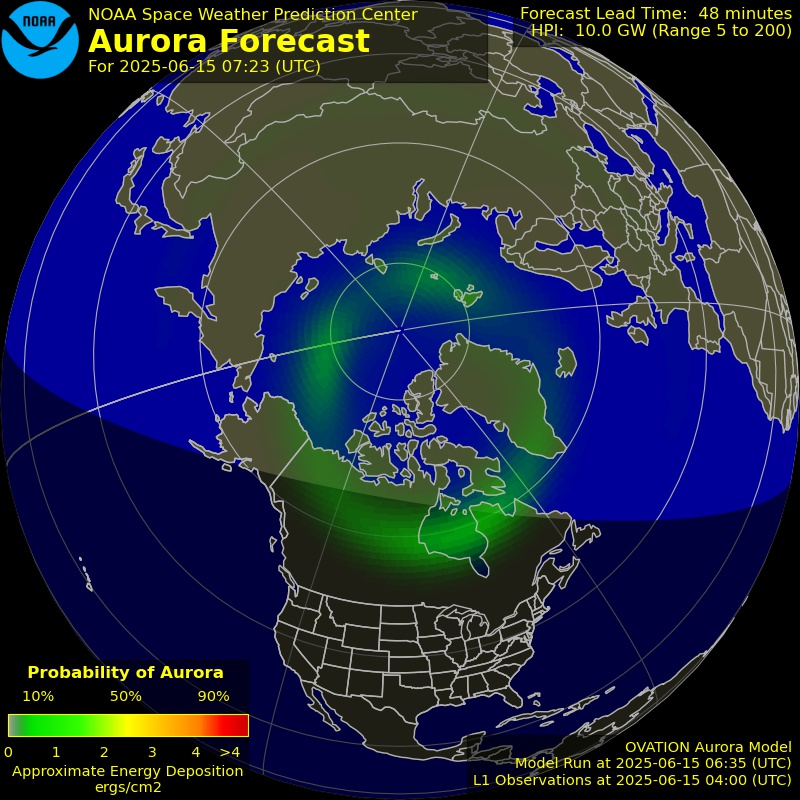 NOAA
NOAA Space Weather Prediction Center
Aurora Forecast
For 2025-06-15 07:23 (UTC)
Forecast Lead Time: 48 minutes
HPI: 10.0 GW (Range 5 to 200)
Probability of Aurora
10% 50% 90%
0 1 2 3 4 >4
Approximate Energy Deposition
ergs/cm2
OVATION Aurora Model
Model Run at 2025-06-15 06:35 (UTC)
L1 Observations at 2025-06-15 04:00 (UTC)